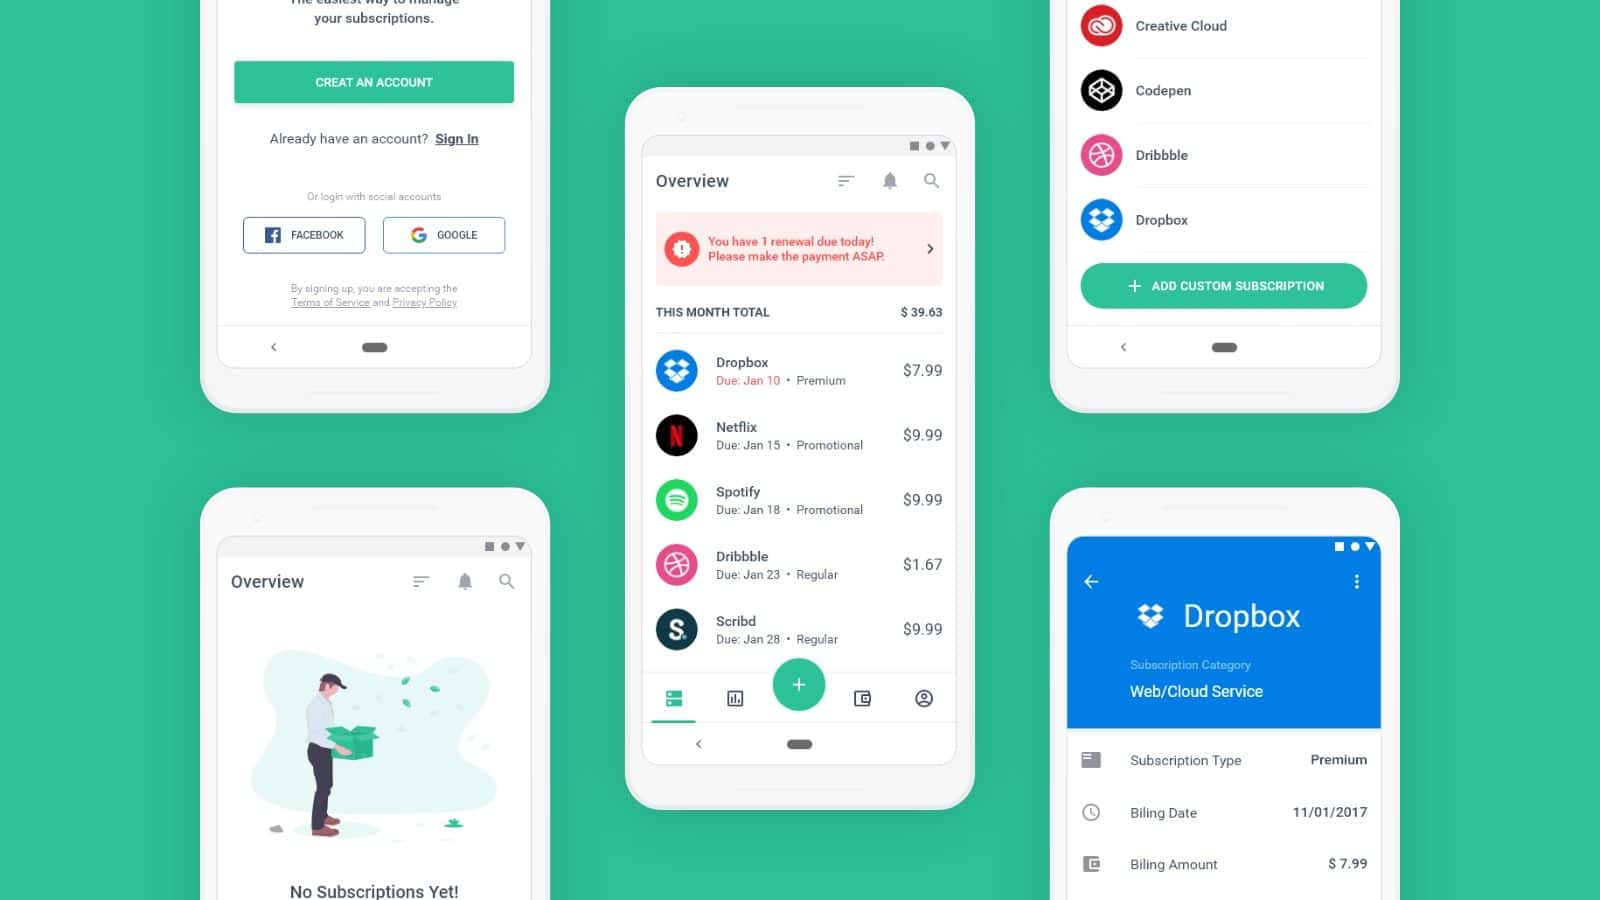 The easiest way to manage
your subscriptions.
CREAT AN ACCOUNT
Already have an account? Sign In
Or login with social accounts
FACEBOOK
GOOGLE
By signing up, you are accepting the
Terms of Service and Privacy Policy
Overview
No Subscriptions Yet!
Overview
You have 1 renewal due today!
Please make the payment ASAP.
THIS MONTH TOTAL $ 39.63
Dropbox
Due: Jan 10 • Premium $7.99
Netflix
Due: Jan 15 • Promotional $9.99
Spotify
Due: Jan 18 • Promotional $9.99
Dribbble
Due: Jan 23 • Regular $1.67
Scribd
Due: Jan 28 • Regular $9.99
Creative Cloud
Codepen
Dribbble
Dropbox
+ ADD CUSTOM SUBSCRIPTION
Dropbox
Subscription Category
Web/Cloud Service
Subscription Type Premium
Biling Date 11/01/2017
Biling Amount $ 7.99